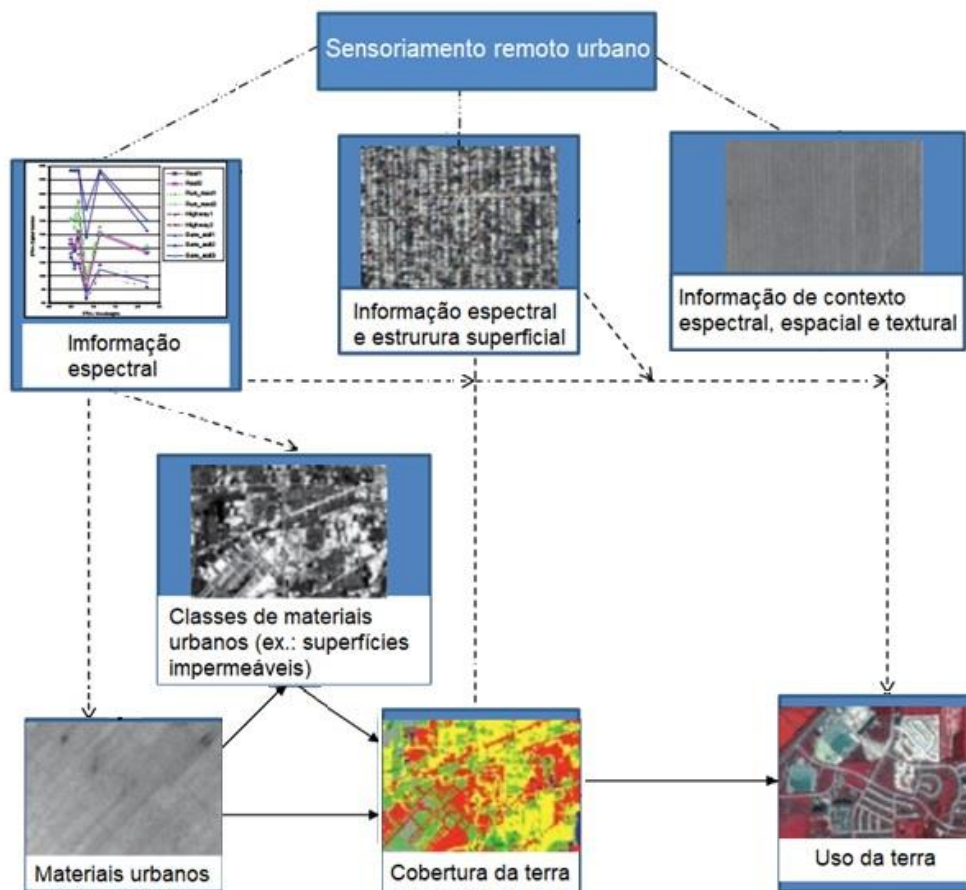 Sensoriamento remoto urbano
Imformação
espectral
Informação espectral
e estrurura superficial
Informação de contexto
espectral, espacial e textural
Classes de materiais
urbanos (ex.: superfícies
impermeáveis)
Materiais urbanos
Cobertura da terra
Uso da terra